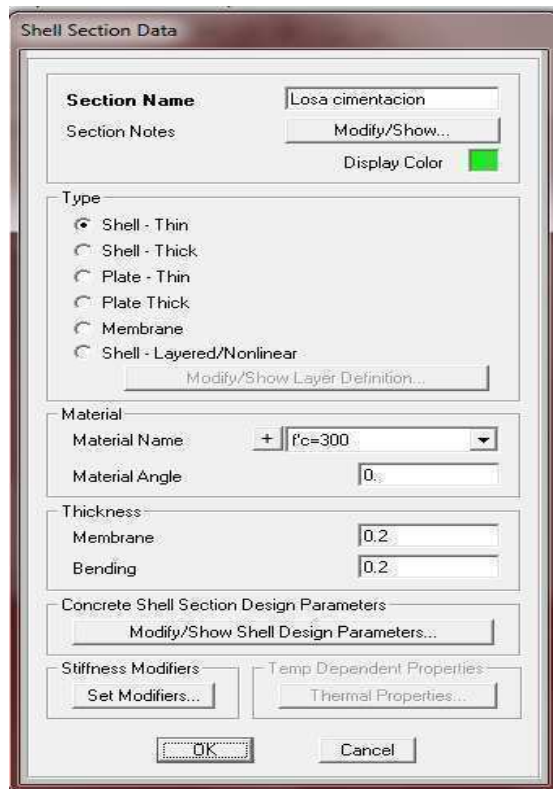 Shell Section Data
Section Name Losa cimentacion
Section Notes Modify/Show...
Display Color
Type
Shell - Thin
Shell - Thick
Plate - Thin
Plate Thick
Membrane
Shell - Layered/Nonlinear
Modify/Show Layer Definition...
Material
Material Name + f'c=300
Material Angle 0.
Thickness
Membrane 0.2
Bending 0.2
Concrete Shell Section Design Parameters
Modify/Show Shell Design Parameters...
Stiffness Modifiers Temp Dependent Properties
Set Modifiers... Thermal Properties...
OK Cancel